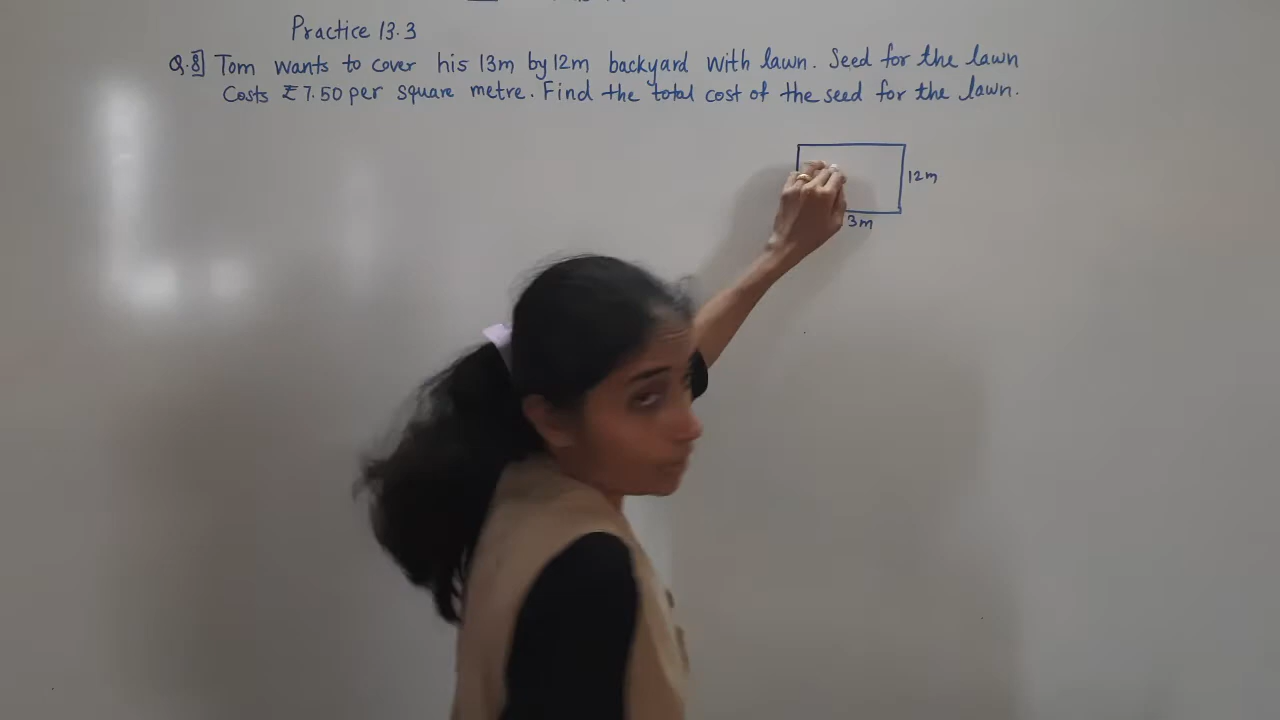 Practice 13.3
Q.8] Tom wants to cover his 13m by 12m backyard with lawn. Seed for the lawn
Costs ₹7.50 per square metre. Find the total cost of the seed for the lawn.
12m
3m